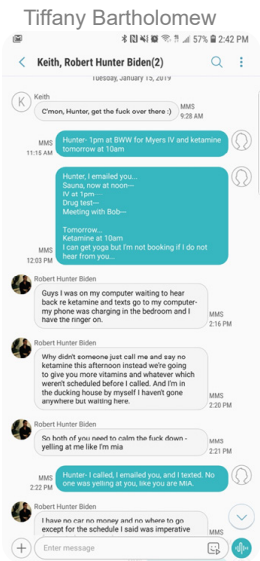 Tiffany Bartholomew
57% 2:42 PM
Keith, Robert Hunter Biden(2)
Tuesday, January 15, 2019
K
Keith
C'mon, Hunter, get the fuck over there :)
MMS
9:28 AM
Hunter- 1pm at BWW for Myers IV and ketamine
tomorrow at 10am
MMS
11:15 AM
Hunter, I emailed you...
Sauna, now at noon---
IV at 1pm----
Drug test---
Meeting with Bob---
Tomorrow...
Ketamine at 10am
I can get yoga but I'm not booking if I do not
hear from you...
MMS
12:03 PM
Robert Hunter Biden
Guys I was on my computer waiting to hear
back re ketamine and texts go to my computer-
my phone was charging in the bedroom and I
have the ringer on.
MMS
2:16 PM
Robert Hunter Biden
Why didn't someone just call me and say no
ketamine this afternoon instead we're going
to give you more vitamins and whatever which
weren't scheduled before I called. And I'm in
the ducking house by myself I haven't gone
anywhere but waiting here.
MMS
2:20 PM
Robert Hunter Biden
So both of you need to calm the fuck down -
yelling at me like I'm mia
MMS
2:21 PM
Hunter- I called, I emailed you, and I texted. No
one was yelling at you, like you are MIA.
MMS
2:22 PM
Robert Hunter Biden
I have no car no money and no where to go
except for the schedule I said was imperative
MMS
Enter message